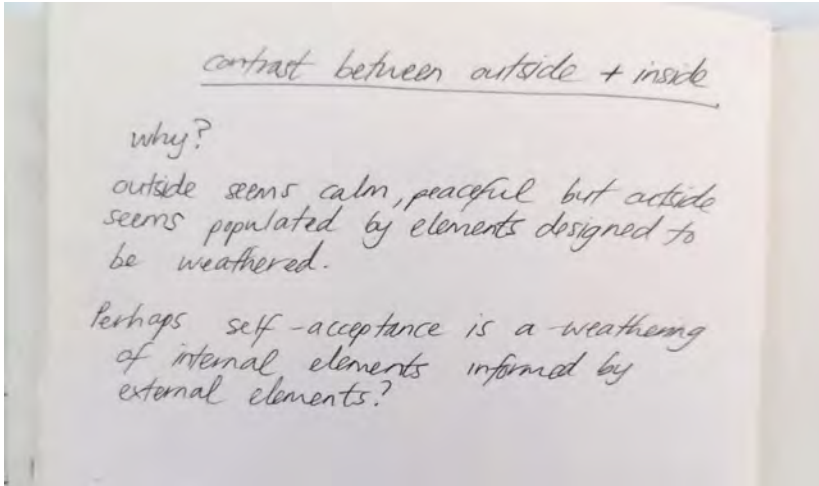 contrast between outside + inside
why?
outside seems calm, peaceful but outside
seems populated by elements designed to
be weathered.
Perhaps self-acceptance is a weathering
of internal elements informed by
external elements?